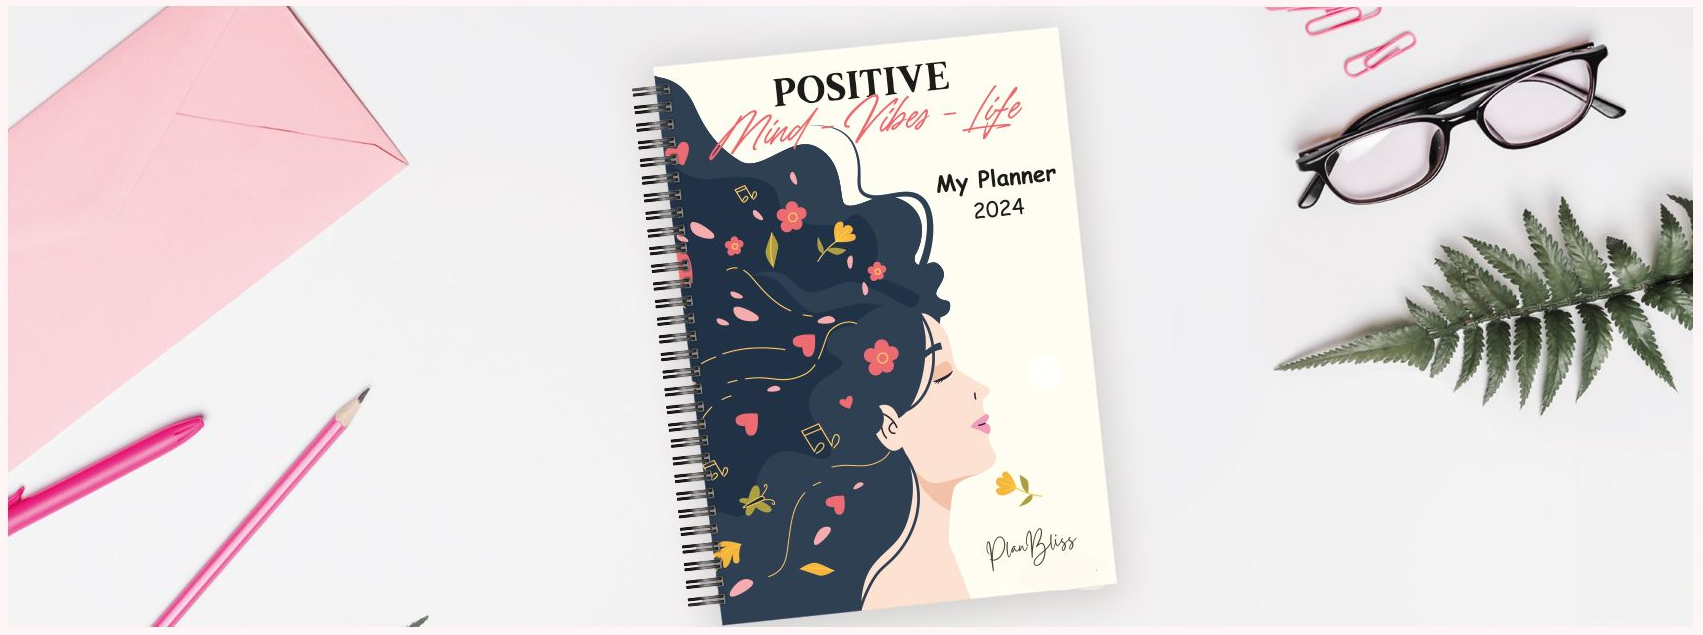 POSITIVE
Mind - Vibes - Life
My Planner
2024
PlanBliss